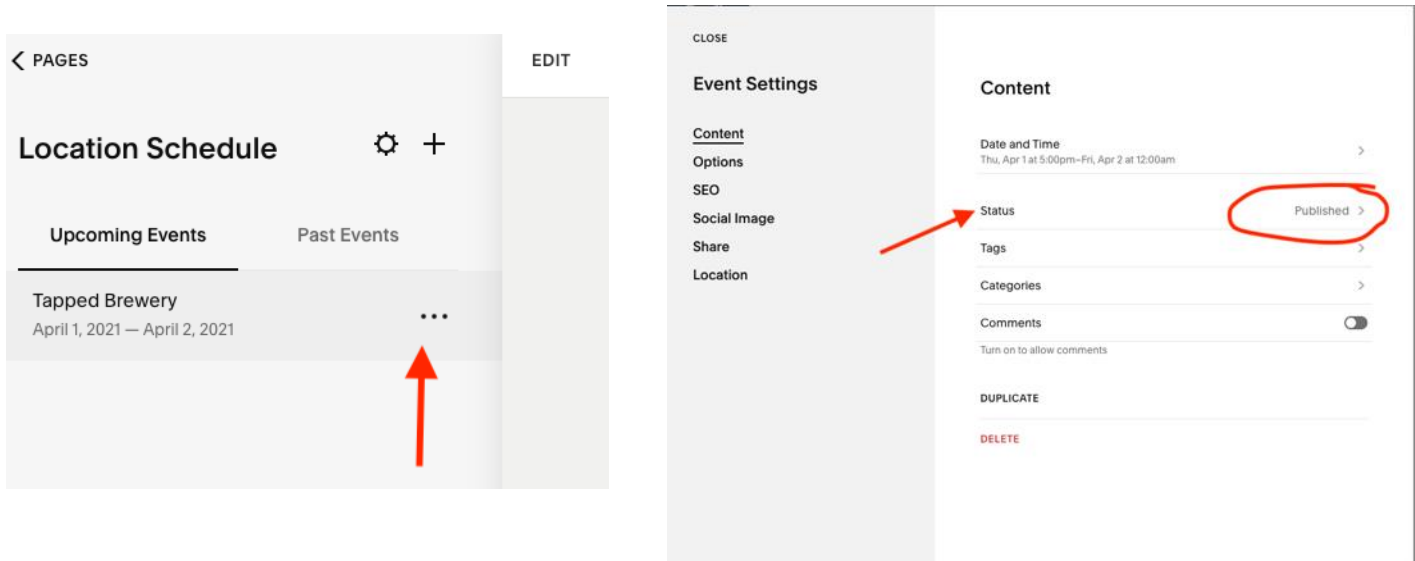 PAGES
EDIT
Location Schedule
Upcoming Events Past Events
Tapped Brewery
April 1, 2021 — April 2, 2021
CLOSE
Event Settings
Content
Options
SEO
Social Image
Share
Location
Content
Date and Time
Thu, Apr 1 at 5:00pm–Fri, Apr 2 at 12:00am
Status Published
Tags
Categories
Comments
Turn on to allow comments
DUPLICATE
DELETE